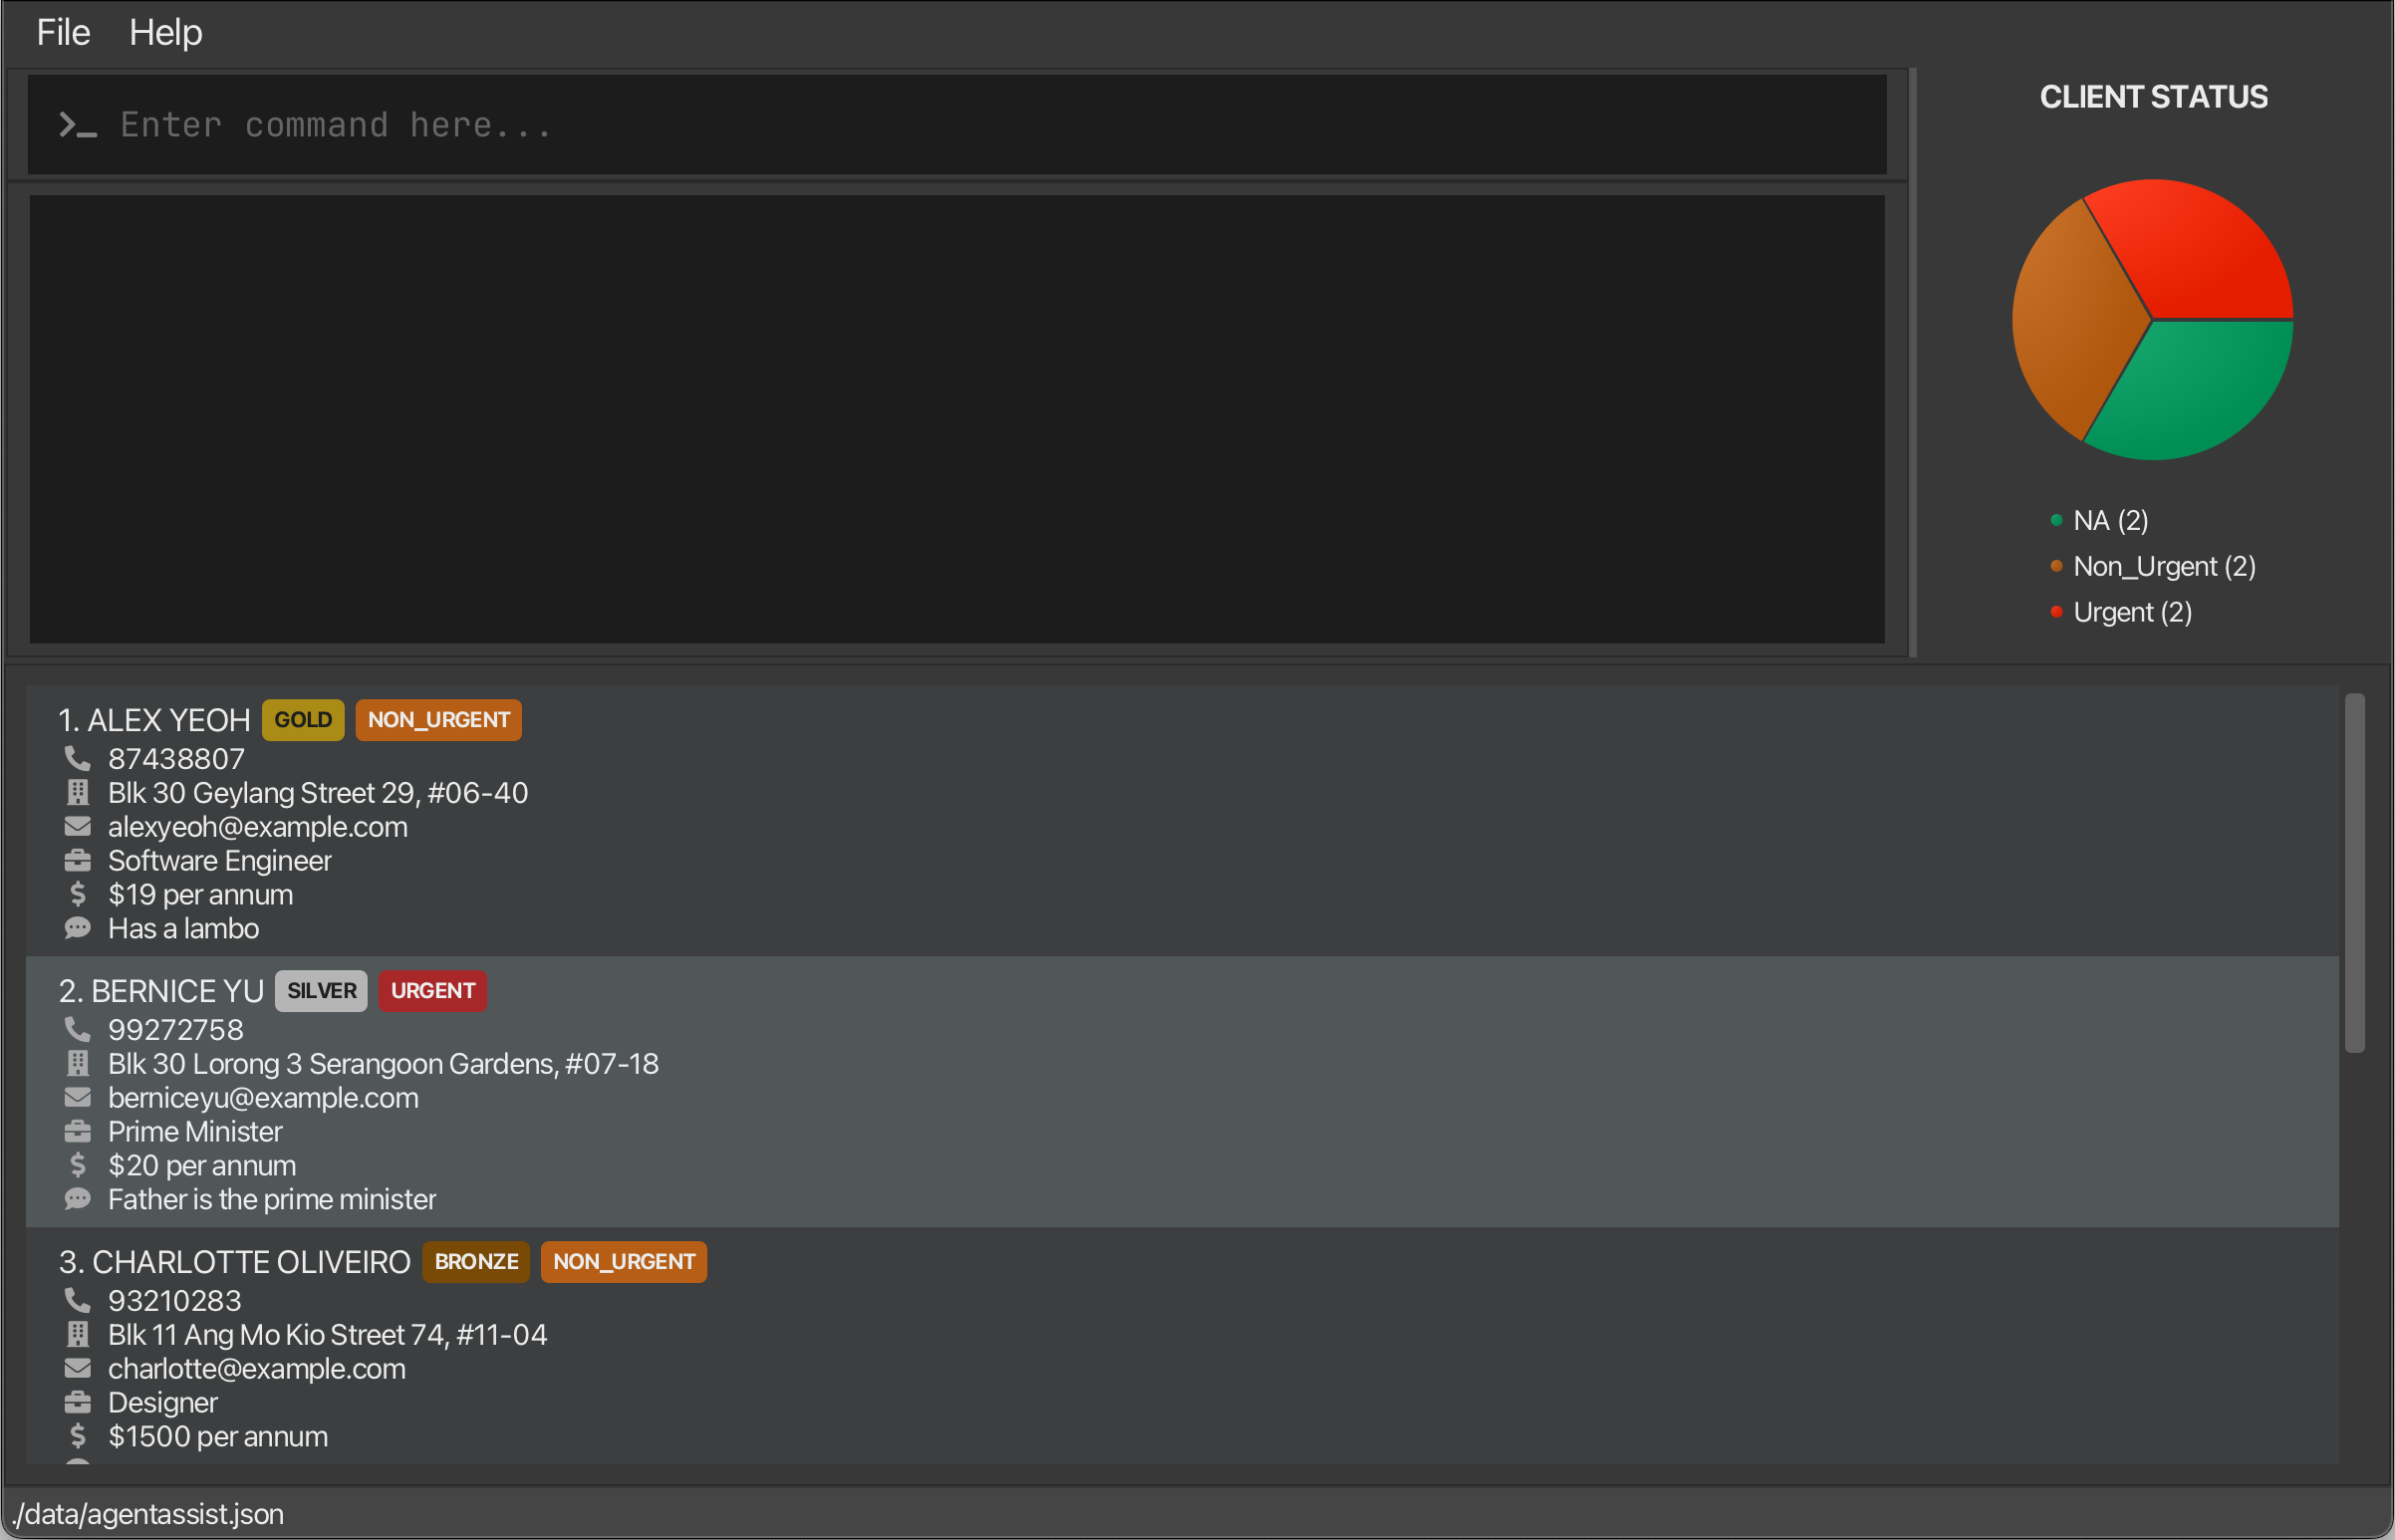 File Help
Enter command here...
CLIENT STATUS
NA (2)
Non_Urgent (2)
Urgent (2)
1. ALEX YEOH GOLD NON_URGENT
87438807
Blk 30 Geylang Street 29, #06-40
alexyeoh@example.com
Software Engineer
$19 per annum
Has a lambo
2. BERNICE YU SILVER URGENT
99272758
Blk 30 Lorong 3 Serangoon Gardens, #07-18
berniceyu@example.com
Prime Minister
$20 per annum
Father is the prime minister
3. CHARLOTTE OLIVEIRO BRONZE NON_URGENT
93210283
Blk 11 Ang Mo Kio Street 74, #11-04
charlotte@example.com
Designer
$1500 per annum
./data/agentassist.json